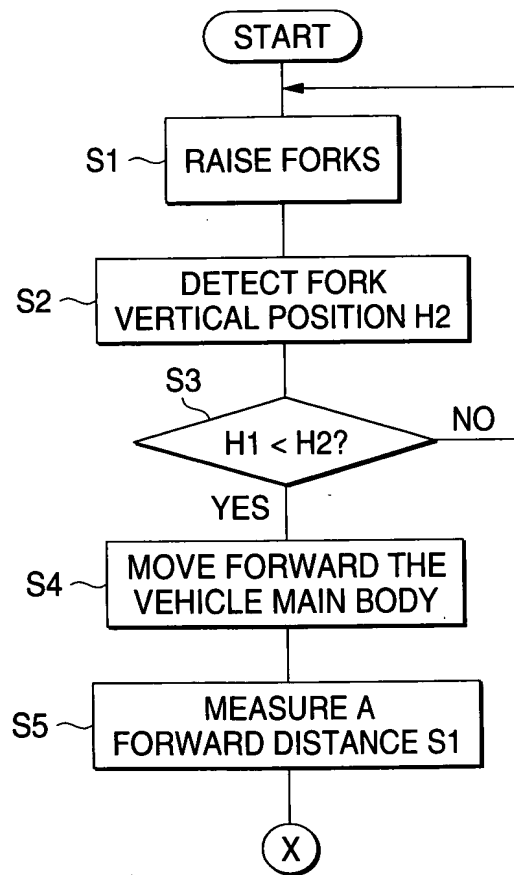 START
S1
RAISE FORKS
S2
DETECT FORK
VERTICAL POSITION H2
S3
H1 < H2?
NO
YES
S4
MOVE FORWARD THE
VEHICLE MAIN BODY
S5
MEASURE A
FORWARD DISTANCE S1
X